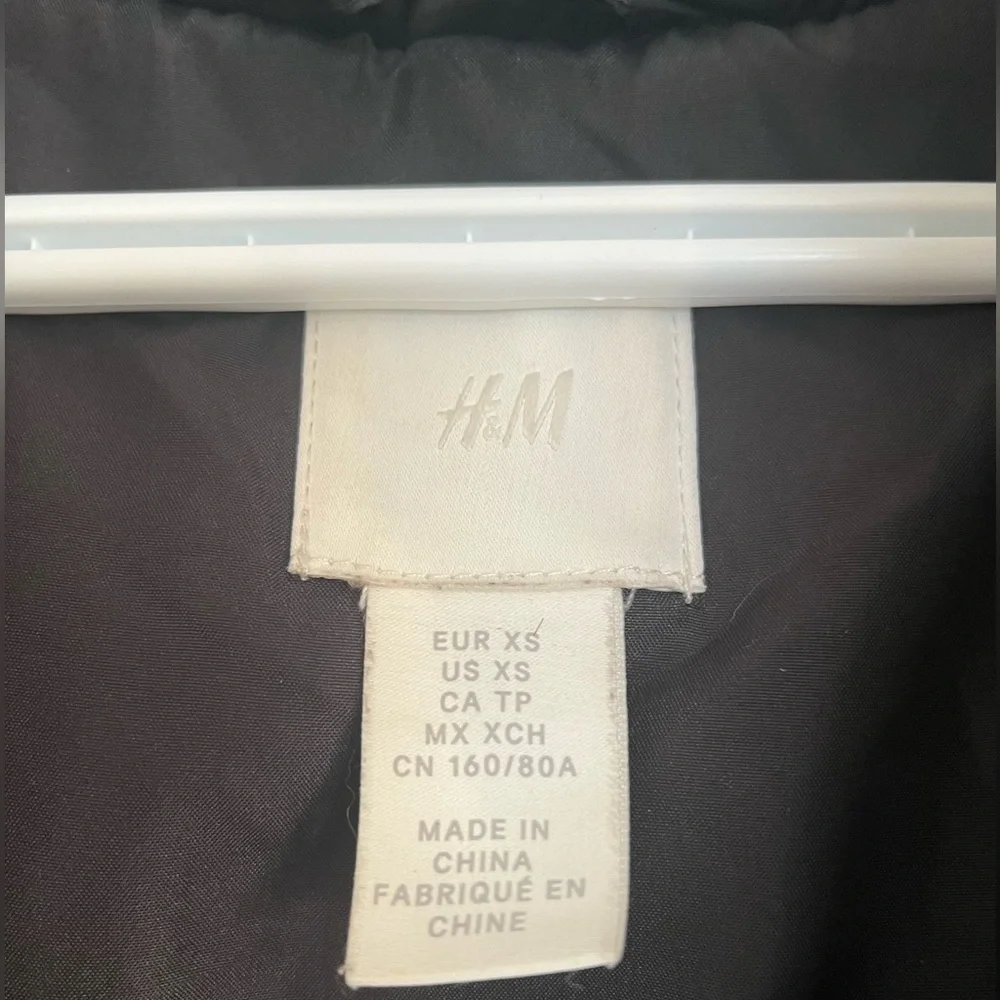 H&M
EUR XS
US XS
CA TP
MX XCH
CN 160/80A
MADE IN
CHINA
FABRIQUÉ EN
CHINE